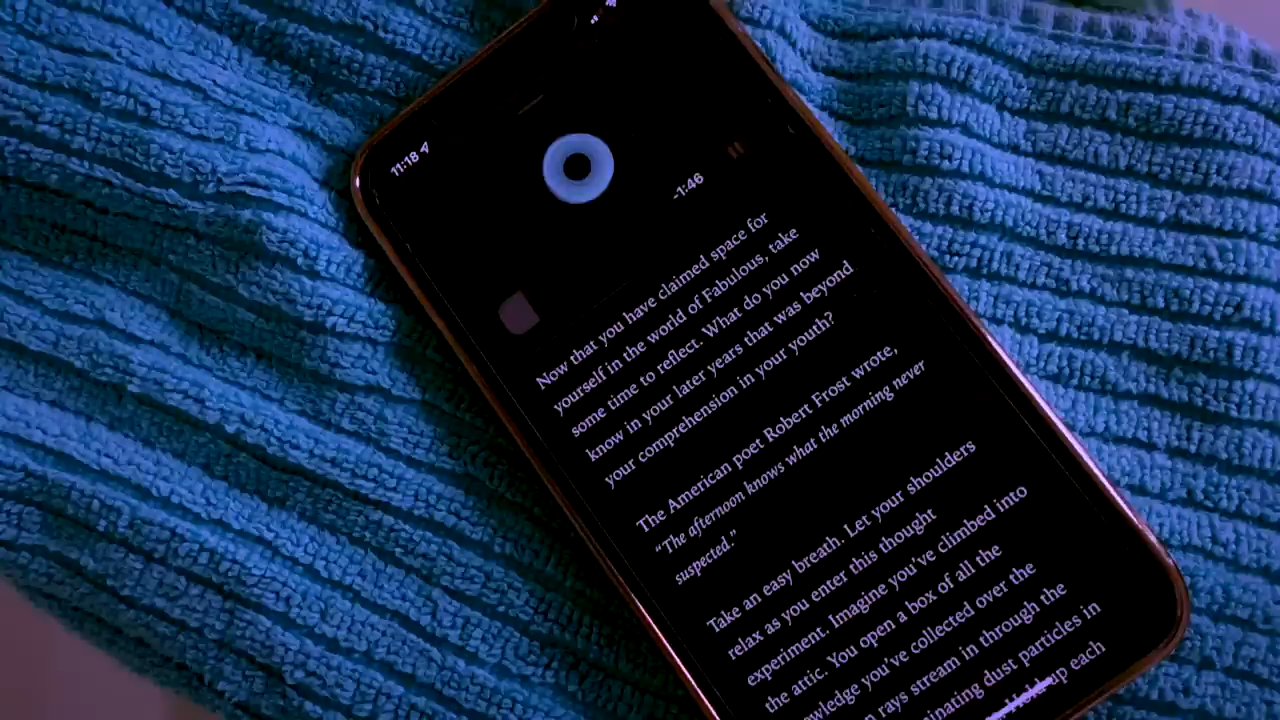 11:18
-1:46
Now that you have claimed space for
yourself in the world of Fabulous, take
some time to reflect. What do you now
know in your later years that was beyond
your comprehension in your youth?
The American poet Robert Frost wrote,
“The afternoon knows what the morning never
suspected.”
Take an easy breath. Let your shoulders
relax as you enter this thought
experiment. Imagine you’ve climbed into
the attic. You open a box of all the
you’ve collected over the
rays stream in through the
dust particles in
up each